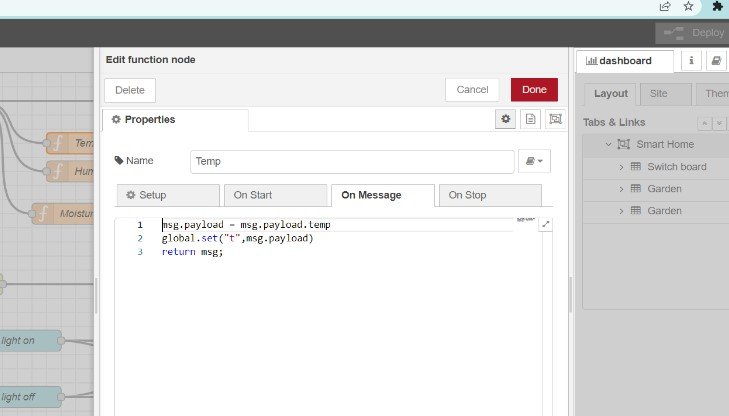 Deploy
Edit function node
dashboard
i
Delete
Cancel
Done
Layout
Site
Properties
Tabs & Links
Name
Temp
Smart Home
Switch board
Garden
Garden
Setup
On Start
On Message
On Stop
1 msg.payload = msg.payload.temp
2 global.set("t",msg.payload)
3 return msg;
light on
light off